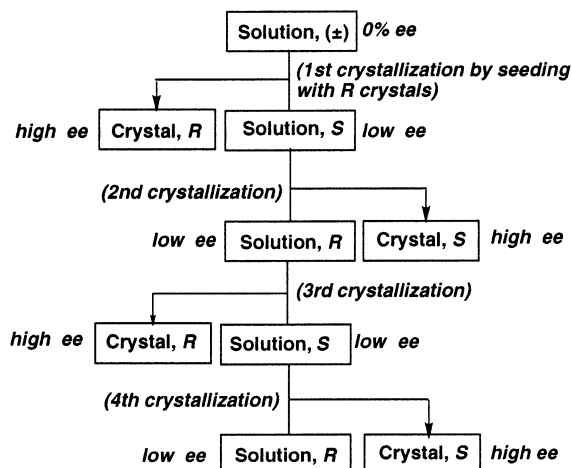 Solution, (±) 0% ee
(1st crystallization by seeding
with R crystals)
high ee Crystal, R Solution, S low ee
(2nd crystallization)
low ee Solution, R Crystal, S high ee
(3rd crystallization)
high ee Crystal, R Solution, S low ee
(4th crystallization)
low ee Solution, R Crystal, S high ee